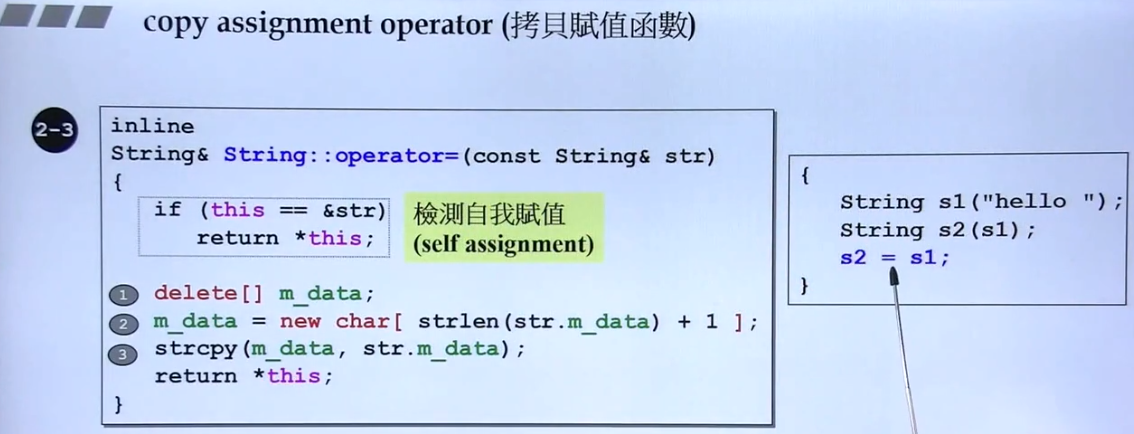 copy assignment operator (拷貝賦值函數)
2-3
inline
String& String::operator=(const String& str)
{
if (this == &str)
return *this;
檢測自我賦值
(self assignment)
1 delete[] m_data;
2 m_data = new char[ strlen(str.m_data) + 1 ];
3 strcpy(m_data, str.m_data);
return *this;
}
{
String s1("hello ");
String s2(s1);
s2 = s1;
}